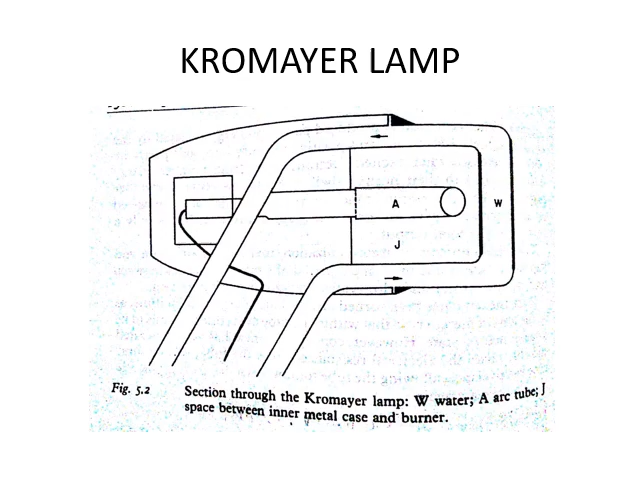 KROMAYER LAMP
A
W
J
Fig. 5.2 Section through the Kromayer lamp: W water; A arc tube; J
space between inner metal case and burner.